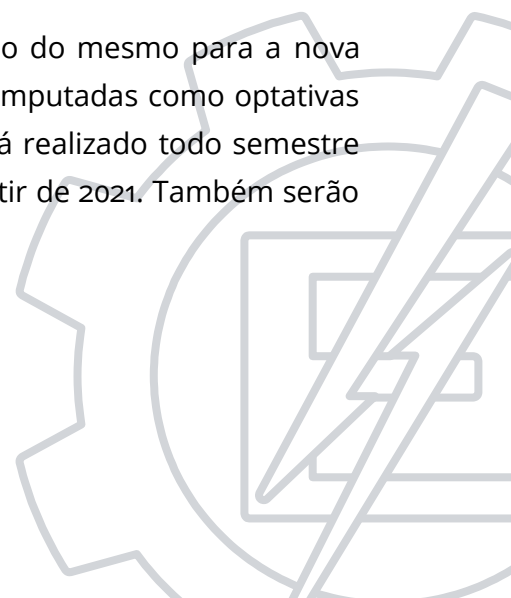 o do mesmo para a nova
mputadas como optativas
á realizado todo semestre
tir de 2021. Também serão